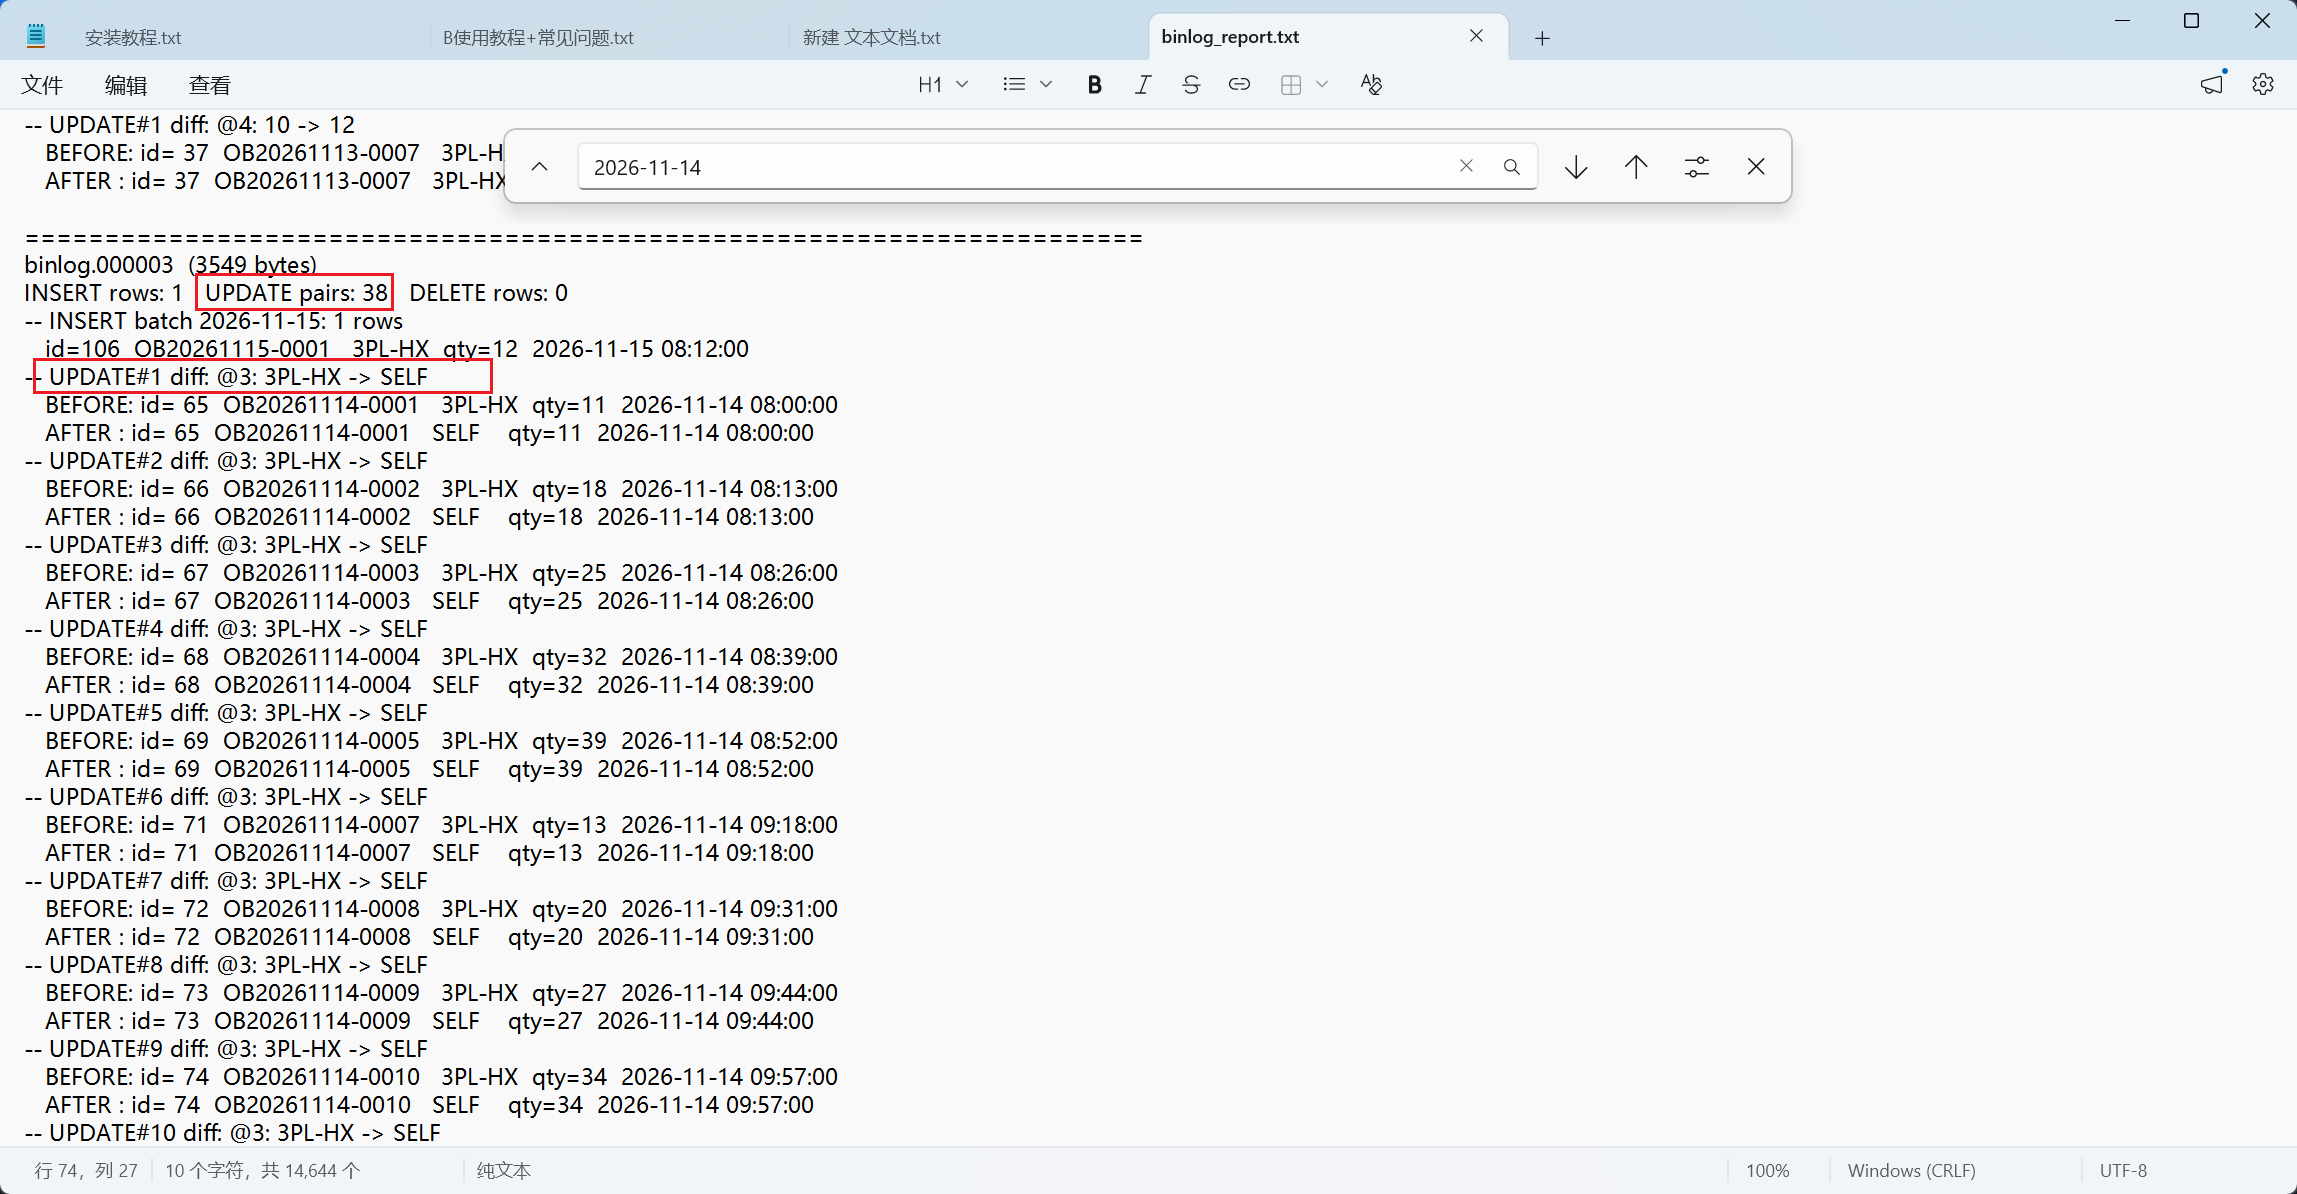 安装教程.txt
B使用教程+常见问题.txt
新建 文本文档.txt
binlog_report.txt
文件
编辑
查看
H1
-- UPDATE#1 diff: @4: 10 -> 12
BEFORE: id= 37 OB20261113-0007 3PL-H
AFTER : id= 37 OB20261113-0007 3PL-HX
2026-11-14
======================================================================
binlog.000003 (3549 bytes)
INSERT rows: 1 UPDATE pairs: 38 DELETE rows: 0
-- INSERT batch 2026-11-15: 1 rows
id=106 OB20261115-0001 3PL-HX qty=12 2026-11-15 08:12:00
-- UPDATE#1 diff: @3: 3PL-HX -> SELF
BEFORE: id= 65 OB20261114-0001 3PL-HX qty=11 2026-11-14 08:00:00
AFTER : id= 65 OB20261114-0001 SELF qty=11 2026-11-14 08:00:00
-- UPDATE#2 diff: @3: 3PL-HX -> SELF
BEFORE: id= 66 OB20261114-0002 3PL-HX qty=18 2026-11-14 08:13:00
AFTER : id= 66 OB20261114-0002 SELF qty=18 2026-11-14 08:13:00
-- UPDATE#3 diff: @3: 3PL-HX -> SELF
BEFORE: id= 67 OB20261114-0003 3PL-HX qty=25 2026-11-14 08:26:00
AFTER : id= 67 OB20261114-0003 SELF qty=25 2026-11-14 08:26:00
-- UPDATE#4 diff: @3: 3PL-HX -> SELF
BEFORE: id= 68 OB20261114-0004 3PL-HX qty=32 2026-11-14 08:39:00
AFTER : id= 68 OB20261114-0004 SELF qty=32 2026-11-14 08:39:00
-- UPDATE#5 diff: @3: 3PL-HX -> SELF
BEFORE: id= 69 OB20261114-0005 3PL-HX qty=39 2026-11-14 08:52:00
AFTER : id= 69 OB20261114-0005 SELF qty=39 2026-11-14 08:52:00
-- UPDATE#6 diff: @3: 3PL-HX -> SELF
BEFORE: id= 71 OB20261114-0007 3PL-HX qty=13 2026-11-14 09:18:00
AFTER : id= 71 OB20261114-0007 SELF qty=13 2026-11-14 09:18:00
-- UPDATE#7 diff: @3: 3PL-HX -> SELF
BEFORE: id= 72 OB20261114-0008 3PL-HX qty=20 2026-11-14 09:31:00
AFTER : id= 72 OB20261114-0008 SELF qty=20 2026-11-14 09:31:00
-- UPDATE#8 diff: @3: 3PL-HX -> SELF
BEFORE: id= 73 OB20261114-0009 3PL-HX qty=27 2026-11-14 09:44:00
AFTER : id= 73 OB20261114-0009 SELF qty=27 2026-11-14 09:44:00
-- UPDATE#9 diff: @3: 3PL-HX -> SELF
BEFORE: id= 74 OB20261114-0010 3PL-HX qty=34 2026-11-14 09:57:00
AFTER : id= 74 OB20261114-0010 SELF qty=34 2026-11-14 09:57:00
-- UPDATE#10 diff: @3: 3PL-HX -> SELF
行 74，列 27
10 个字符，共 14,644 个
纯文本
100%
Windows (CRLF)
UTF-8